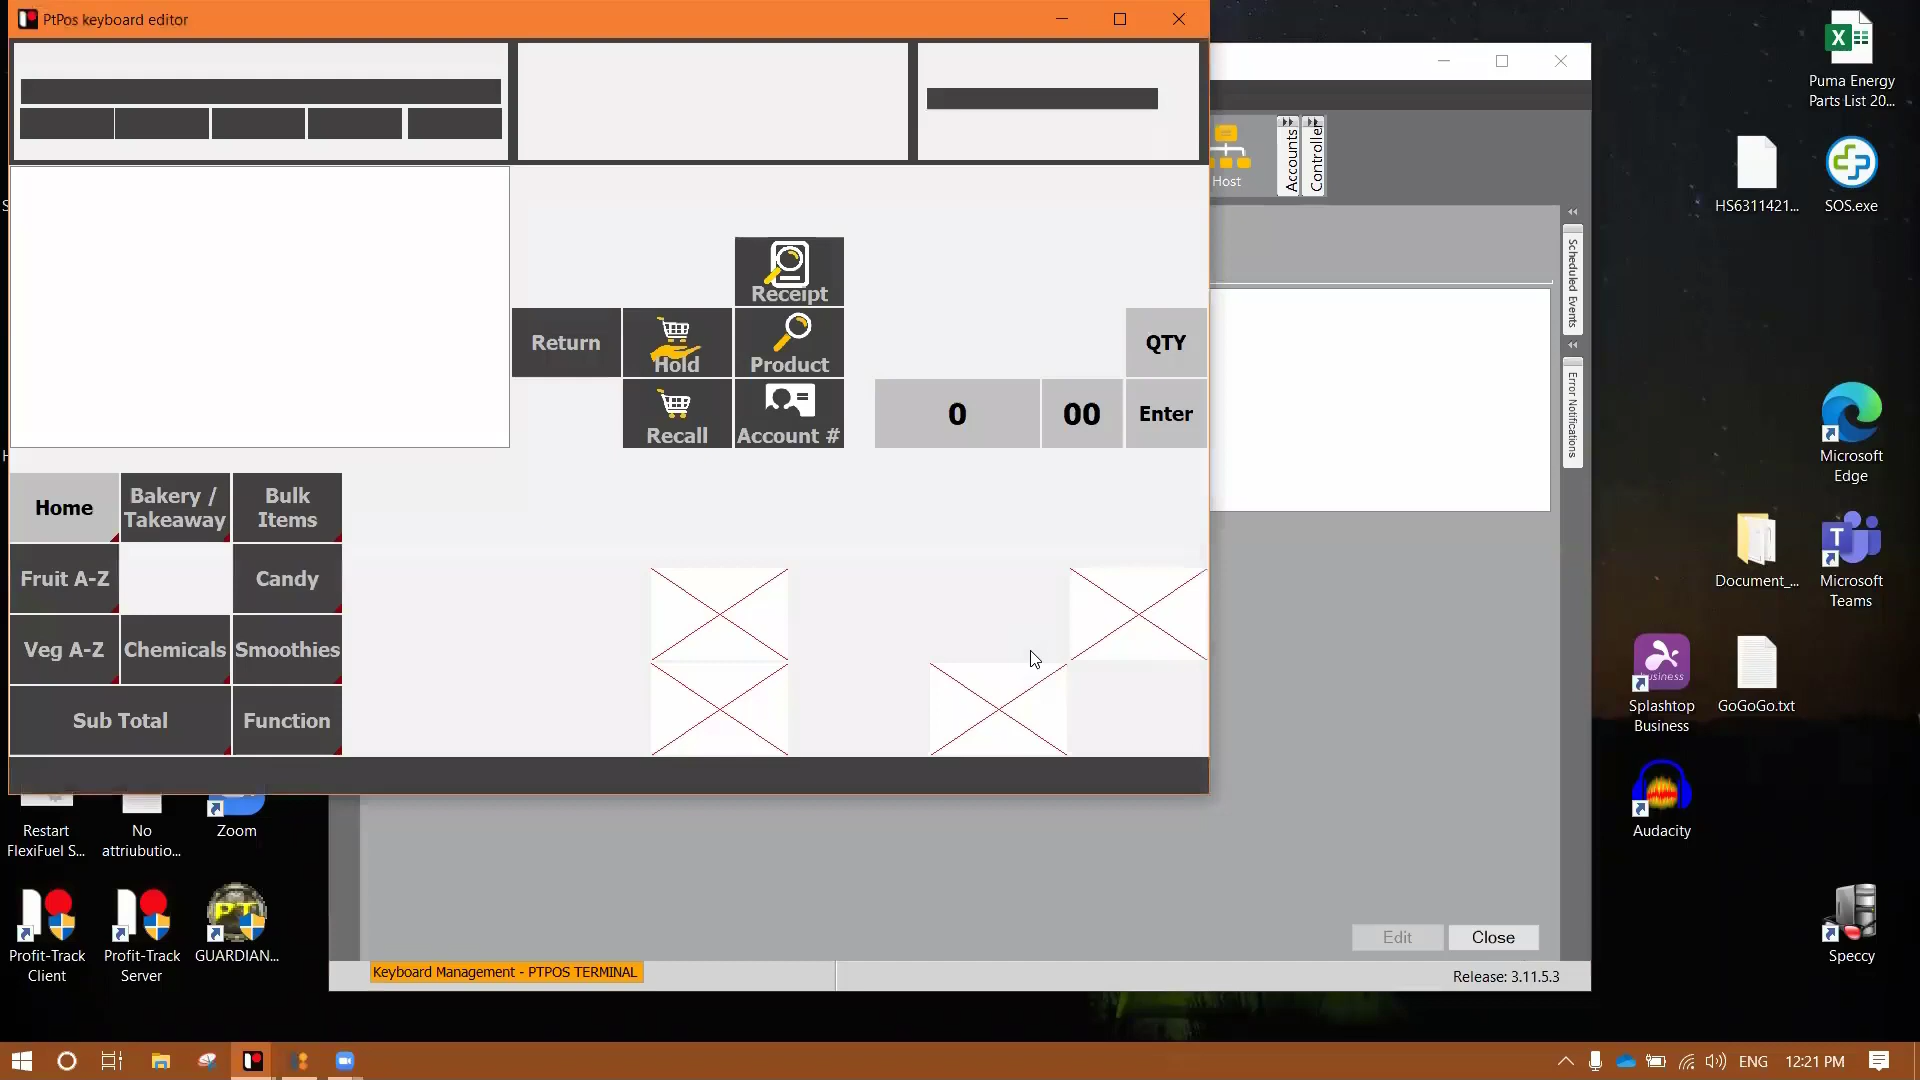 PtPos keyboard editor
Receipt
Return
Hold
Product
QTY
Recall
Account #
0
00
Enter
Home
Bakery /
Takeaway
Bulk
Items
Fruit A-Z
Candy
Veg A-Z
Chemicals
Smoothies
Sub Total
Function
Host
Accounts
Controller
Scheduled Events
Error Notifications
Edit
Close
Keyboard Management - PTPOS TERMINAL
Release: 3.11.5.3
Puma Energy
Parts List 20...
HS6311421...
SOS.exe
Microsoft
Edge
Document_...
Microsoft
Teams
Splashtop
Business
GoGoGo.txt
Audacity
Speccy
Restart
FlexiFuel S...
No
attriubutio...
Zoom
Profit-Track
Client
Profit-Track
Server
GUARDIAN...
ENG
12:21 PM